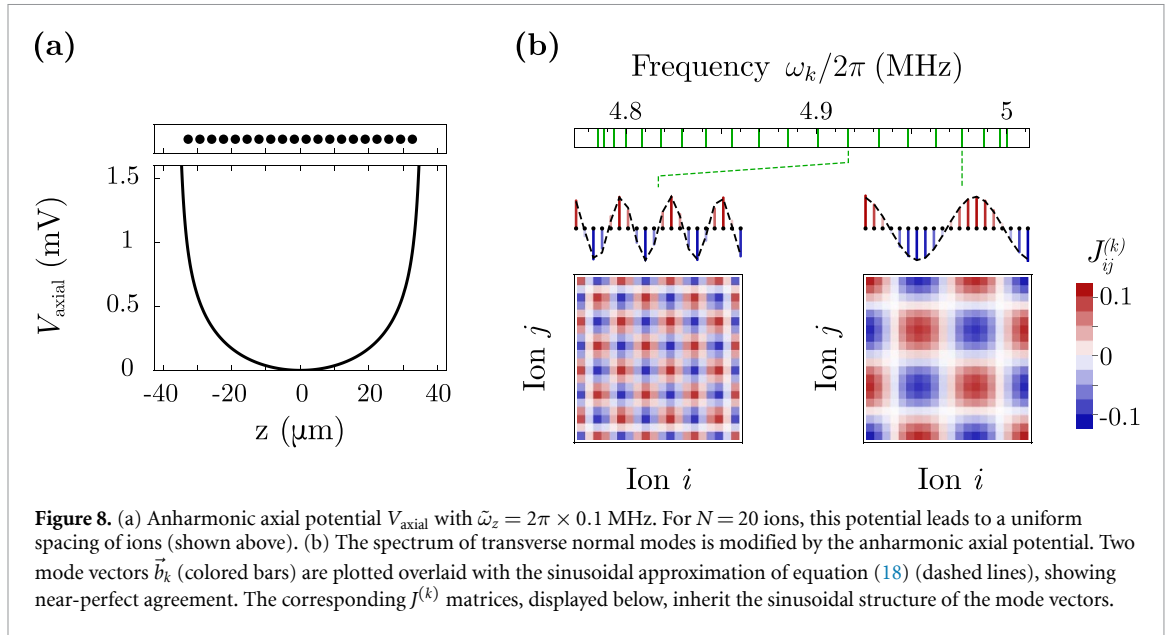 (a)
(b)
Frequency ωₖ/2π (MHz)
4.8 4.9 5
1.5
1
0.5
0
V_axial (mV)
-40 -20 0 20 40
z (μm)
J_ij^(k)
0.1
0
-0.1
Ion j
Ion j
Ion i
Ion i
Figure 8. (a) Anharmonic axial potential V_axial with ω̃_z = 2π × 0.1 MHz. For N = 20 ions, this potential leads to a uniform
spacing of ions (shown above). (b) The spectrum of transverse normal modes is modified by the anharmonic axial potential. Two
mode vectors b⃗ₖ (colored bars) are plotted overlaid with the sinusoidal approximation of equation (18) (dashed lines), showing
near-perfect agreement. The corresponding J^(k) matrices, displayed below, inherit the sinusoidal structure of the mode vectors.